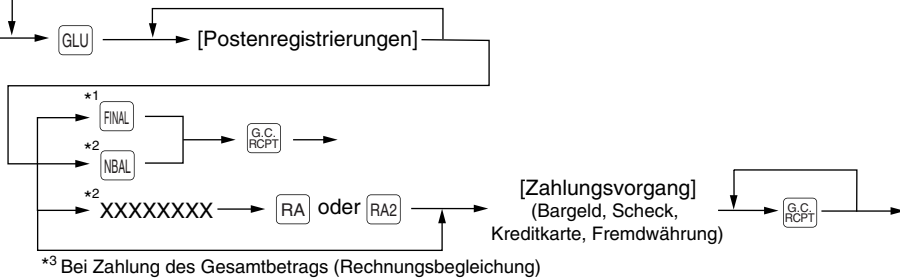 GLU [Postenregistrierungen]
*1 FINAL
G.C. RCPT
*2 NBAL
*2 XXXXXXXX RA oder RA2
[Zahlungsvorgang]
(Bargeld, Scheck,
Kreditkarte, Fremdwährung)
G.C. RCPT
*3 Bei Zahlung des Gesamtbetrags (Rechnungsbegleichung)